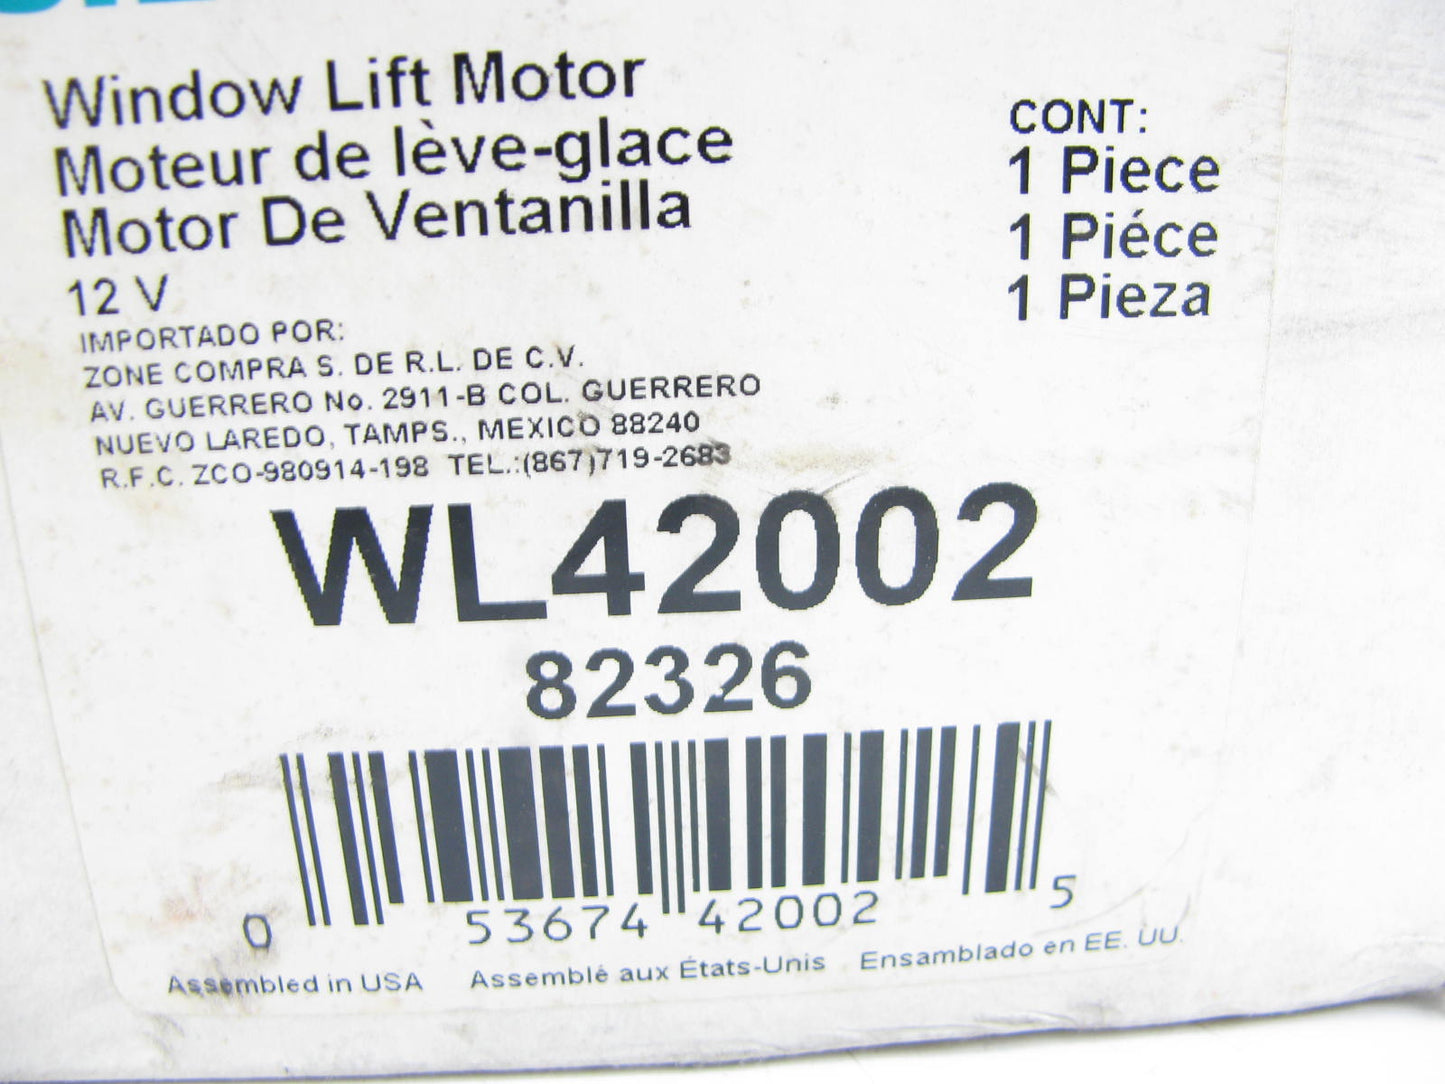 Window Lift Motor
Moteur de lève-glace
Motor De Ventanilla
12 V
CONT:
1 Piece
1 Piéce
1 Pieza
IMPORTADO POR:
ZONE COMPRA S. DE R.L. DE C.V.
AV. GUERRERO No. 2911-B COL. GUERRERO
NUEVO LAREDO, TAMPS., MEXICO 88240
R.F.C. ZCO-980914-198 TEL.:(867)719-2683
WL42002
82326
0 53674 42002 5
Assembled in USA Assemblé aux États-Unis Ensamblado en EE. UU.